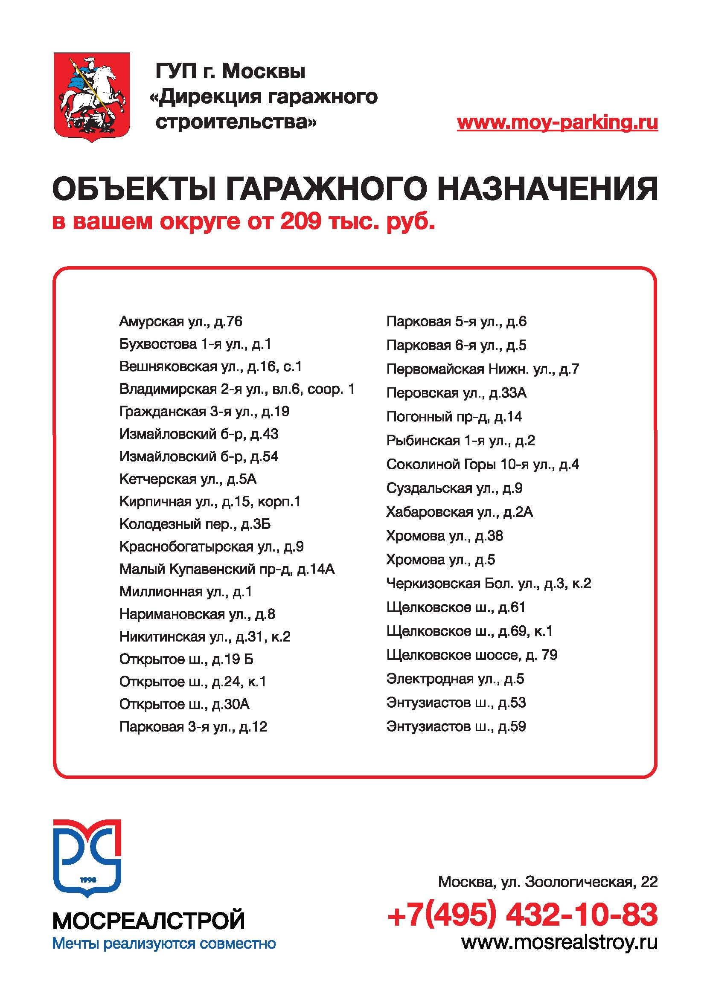 ГУП г. Москвы
«Дирекция гаражного
строительства»
www.moy-parking.ru
ОБЪЕКТЫ ГАРАЖНОГО НАЗНАЧЕНИЯ
в вашем округе от 209 тыс. руб.
Амурская ул., д.76
Бухвостова 1-я ул., д.1
Вешняковская ул., д.16, с.1
Владимирская 2-я ул., вл.6, соор. 1
Гражданская 3-я ул., д.19
Измайловский б-р, д.43
Измайловский б-р, д.54
Кетчерская ул., д.5А
Кирпичная ул., д.15, корп.1
Колодезный пер., д.3Б
Краснобогатырская ул., д.9
Малый Купавенский пр-д, д.14А
Миллионная ул., д.1
Наримановская ул., д.8
Никитинская ул., д.31, к.2
Открытое ш., д.19 Б
Открытое ш., д.24, к.1
Открытое ш., д.30А
Парковая 3-я ул., д.12
Парковая 5-я ул., д.6
Парковая 6-я ул., д.5
Первомайская Нижн. ул., д.7
Перовская ул., д.33А
Погонный пр-д, д.14
Рыбинская 1-я ул., д.2
Соколиной Горы 10-я ул., д.4
Суздальская ул., д.9
Хабаровская ул., д.2А
Хромова ул., д.38
Хромова ул., д.5
Черкизовская Бол. ул., д.3, к.2
Щелковское ш., д.61
Щелковское ш., д.69, к.1
Щелковское шоссе, д. 79
Электродная ул., д.5
Энтузиастов ш., д.53
Энтузиастов ш., д.59
РС
1998
МОСРЕАЛСТРОЙ
Мечты реализуются совместно
Москва, ул. Зоологическая, 22
+7(495) 432-10-83
www.mosrealstroy.ru